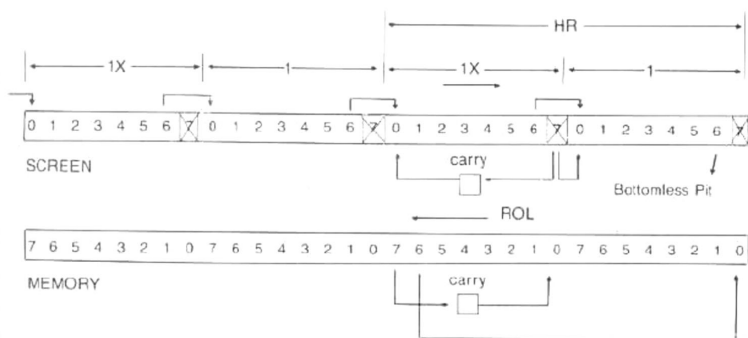 HR
1X 1 1X 1
0 1 2 3 4 5 6 7 0 1 2 3 4 5 6 7 0 1 2 3 4 5 6 7 0 1 2 3 4 5 6 7
SCREEN
carry
Bottomless Pit
ROL
7 6 5 4 3 2 1 0 7 6 5 4 3 2 1 0 7 6 5 4 3 2 1 0 7 6 5 4 3 2 1 0
MEMORY
carry